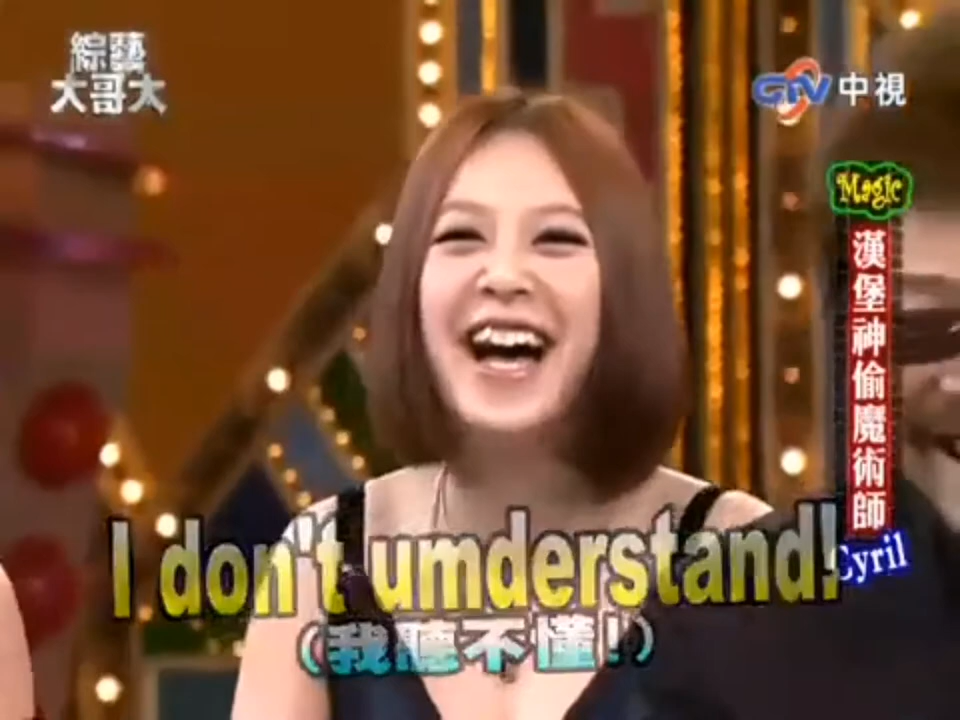 綜藝
大哥大
CTV 中視
Magic
漢堡神偷魔術師
Cyril
I don't umderstand!
(我聽不懂!)